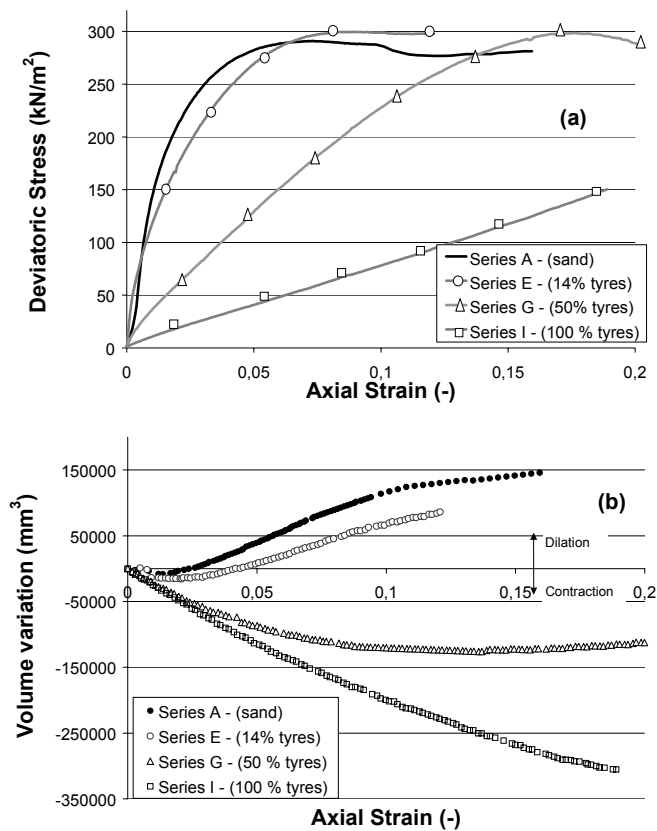 350
300
250
200
150
100
50
0
Deviatoric Stress (kN/m²)
(a)
Series A - (sand)
Series E - (14% tyres)
Series G - (50% tyres)
Series I - (100 % tyres)
0
0,05
0,1
0,15
0,2
Axial Strain (-)
150000
50000
-50000
-150000
-250000
-350000
Volume variation (mm³)
(b)
Dilation
Contraction
0
0,05
0,1
0,15
0,2
Series A - (sand)
Series E - (14% tyres)
Series G - (50 % tyres)
Series I - (100 % tyres)
Axial Strain (-)